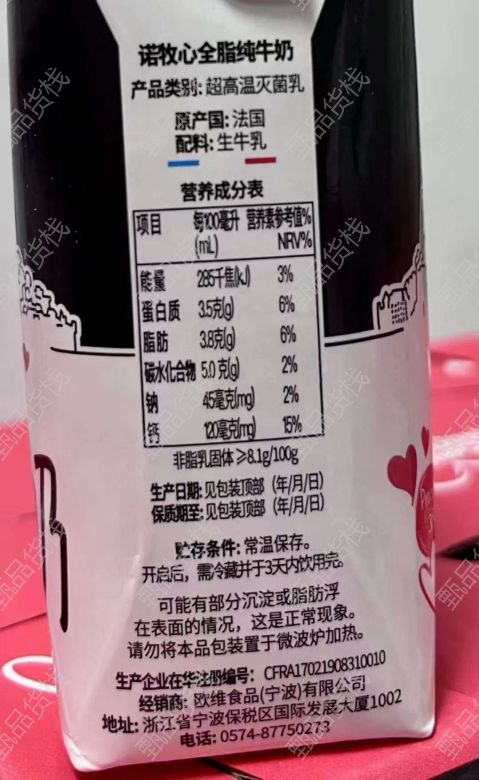 诺牧心全脂纯牛奶
产品类别: 超高温灭菌乳
原产国: 法国
配料: 生牛乳
营养成分表
项目 每100毫升(mL) 营养素参考值% NRV%
能量 285千焦(kJ) 3%
蛋白质 3.5克(g) 6%
脂肪 3.8克(g) 6%
碳水化合物 5.0克(g) 2%
钠 45毫克(mg) 2%
钙 120毫克(mg) 15%
非脂乳固体 ≥8.1g/100g
生产日期: 见包装顶部 (年/月/日)
保质期至: 见包装顶部 (年/月/日)
贮存条件: 常温保存。
开启后，需冷藏并于3天内饮用完。
可能有部分沉淀或脂肪浮
在表面的情况，这是正常现象。
请勿将本品包装置于微波炉加热。
生产企业在华注册编号: CFRA17021908310010
经销商: 欧维食品(宁波)有限公司
地址: 浙江省宁波保税区国际发展大厦1002
电话: 0574-87750273
甄品货栈